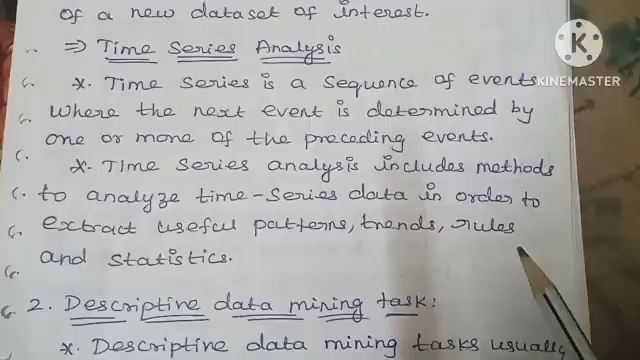 of a new dataset of interest.
⇒ Time Series Analysis
* Time series is a sequence of events
where the next event is determined by
one or more of the preceding events.
* Time series analysis includes methods
to analyze time-series data in order to
extract useful patterns, trends, rules
and statistics.
2. Descriptive data mining task:
* Descriptive data mining tasks usually
K
KINEMASTER